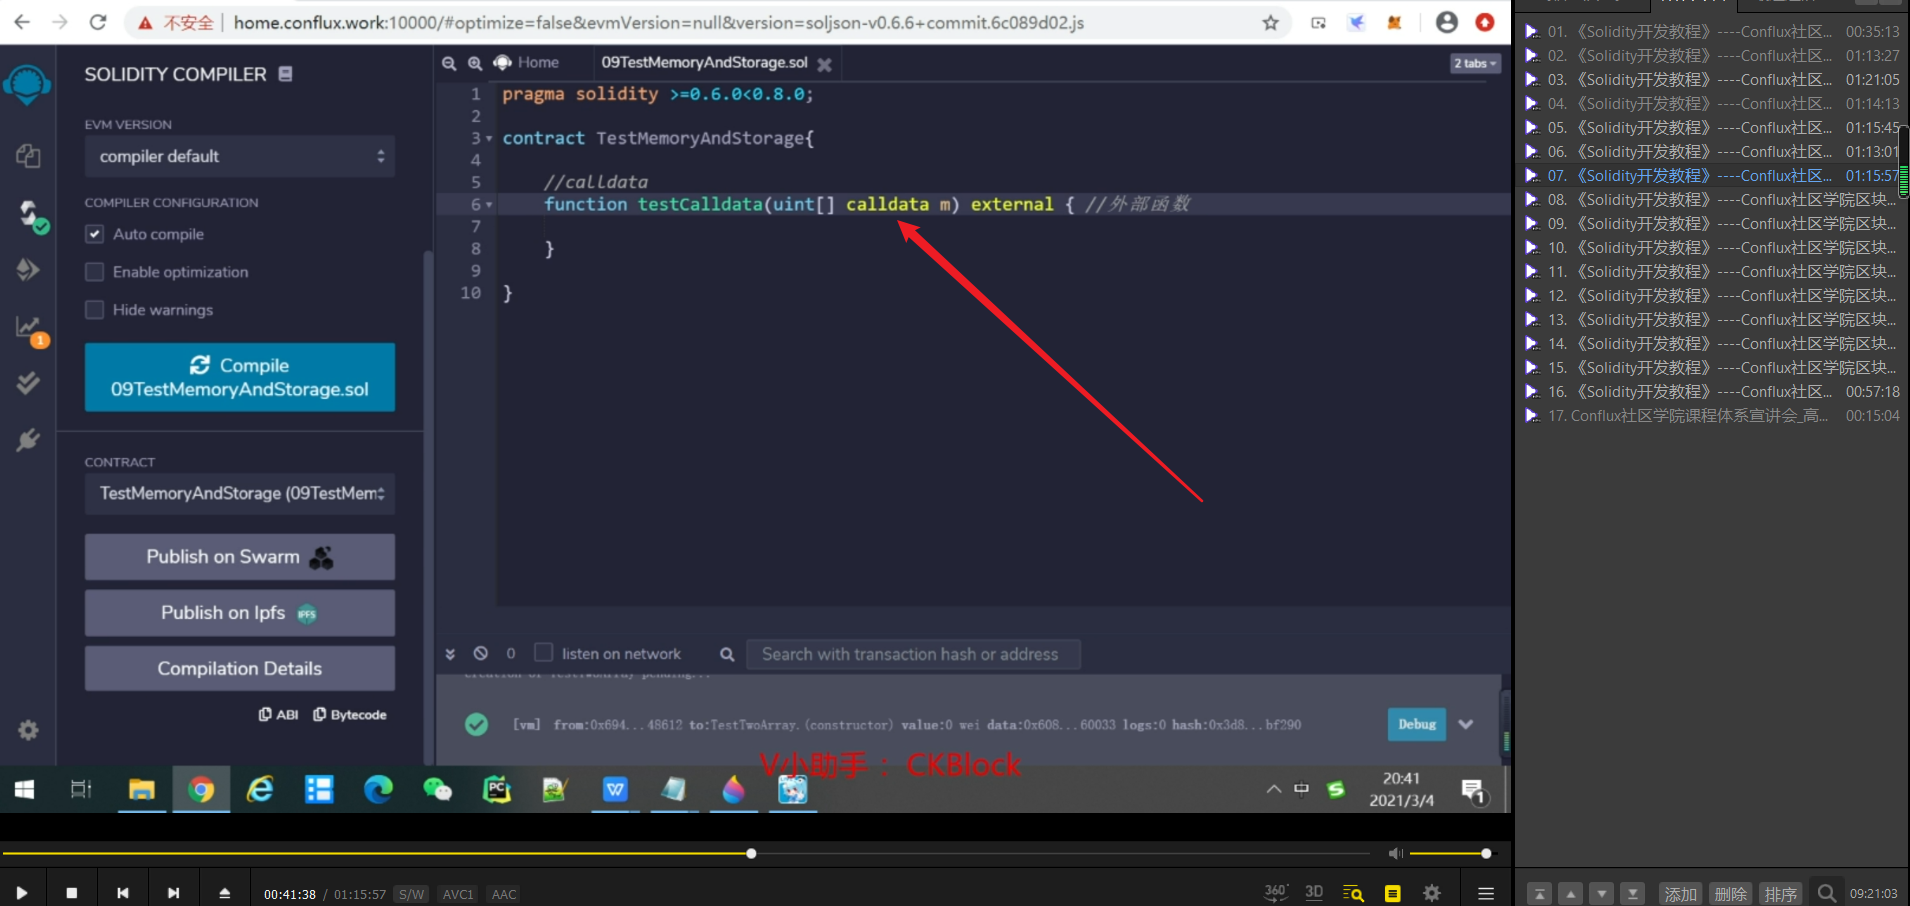 不安全 | home.conflux.work:10000/#optimize=false&evmVersion=null&version=soljson-v0.6.6+commit.6c089d02.js
SOLIDITY COMPILER
EVM VERSION
compiler default
COMPILER CONFIGURATION
Auto compile
Enable optimization
Hide warnings
Compile
09TestMemoryAndStorage.sol
CONTRACT
TestMemoryAndStorage (09TestMem
Publish on Swarm
Publish on Ipfs
IPFS
Compilation Details
ABI
Bytecode
1
Home
09TestMemoryAndStorage.sol
2 tabs
1 pragma solidity >=0.6.0<0.8.0;
2
3 contract TestMemoryAndStorage{
4
5 //calldata
6 function testCalldata(uint[] calldata m) external { //外部函数
7
8 }
9
10 }
0
listen on network
Search with transaction hash or address
creation of TestTwoArray pending...
[vm] from:0x694...48612 to:TestTwoArray.(constructor) value:0 wei data:0x608...60033 logs:0 hash:0x3d8...bf290
Debug
V小助手： CKBlock
中
20:41
2021/3/4
1
00:41:38 / 01:15:57 S/W AVC1 AAC
360°
3D
01. 《Solidity开发教程》----Conflux社区... 00:35:13
02. 《Solidity开发教程》----Conflux社区... 01:13:27
03. 《Solidity开发教程》----Conflux社区... 01:21:05
04. 《Solidity开发教程》----Conflux社区... 01:14:13
05. 《Solidity开发教程》----Conflux社区... 01:15:45
06. 《Solidity开发教程》----Conflux社区... 01:13:01
07. 《Solidity开发教程》----Conflux社区... 01:15:57
08. 《Solidity开发教程》----Conflux社区学院区块...
09. 《Solidity开发教程》----Conflux社区学院区块...
10. 《Solidity开发教程》----Conflux社区学院区块...
11. 《Solidity开发教程》----Conflux社区学院区块...
12. 《Solidity开发教程》----Conflux社区学院区块...
13. 《Solidity开发教程》----Conflux社区学院区块...
14. 《Solidity开发教程》----Conflux社区学院区块...
15. 《Solidity开发教程》----Conflux社区学院区块...
16. 《Solidity开发教程》----Conflux社区... 00:57:18
17. Conflux社区学院课程体系宣讲会_高... 00:15:04
添加
删除
排序
09:21:03